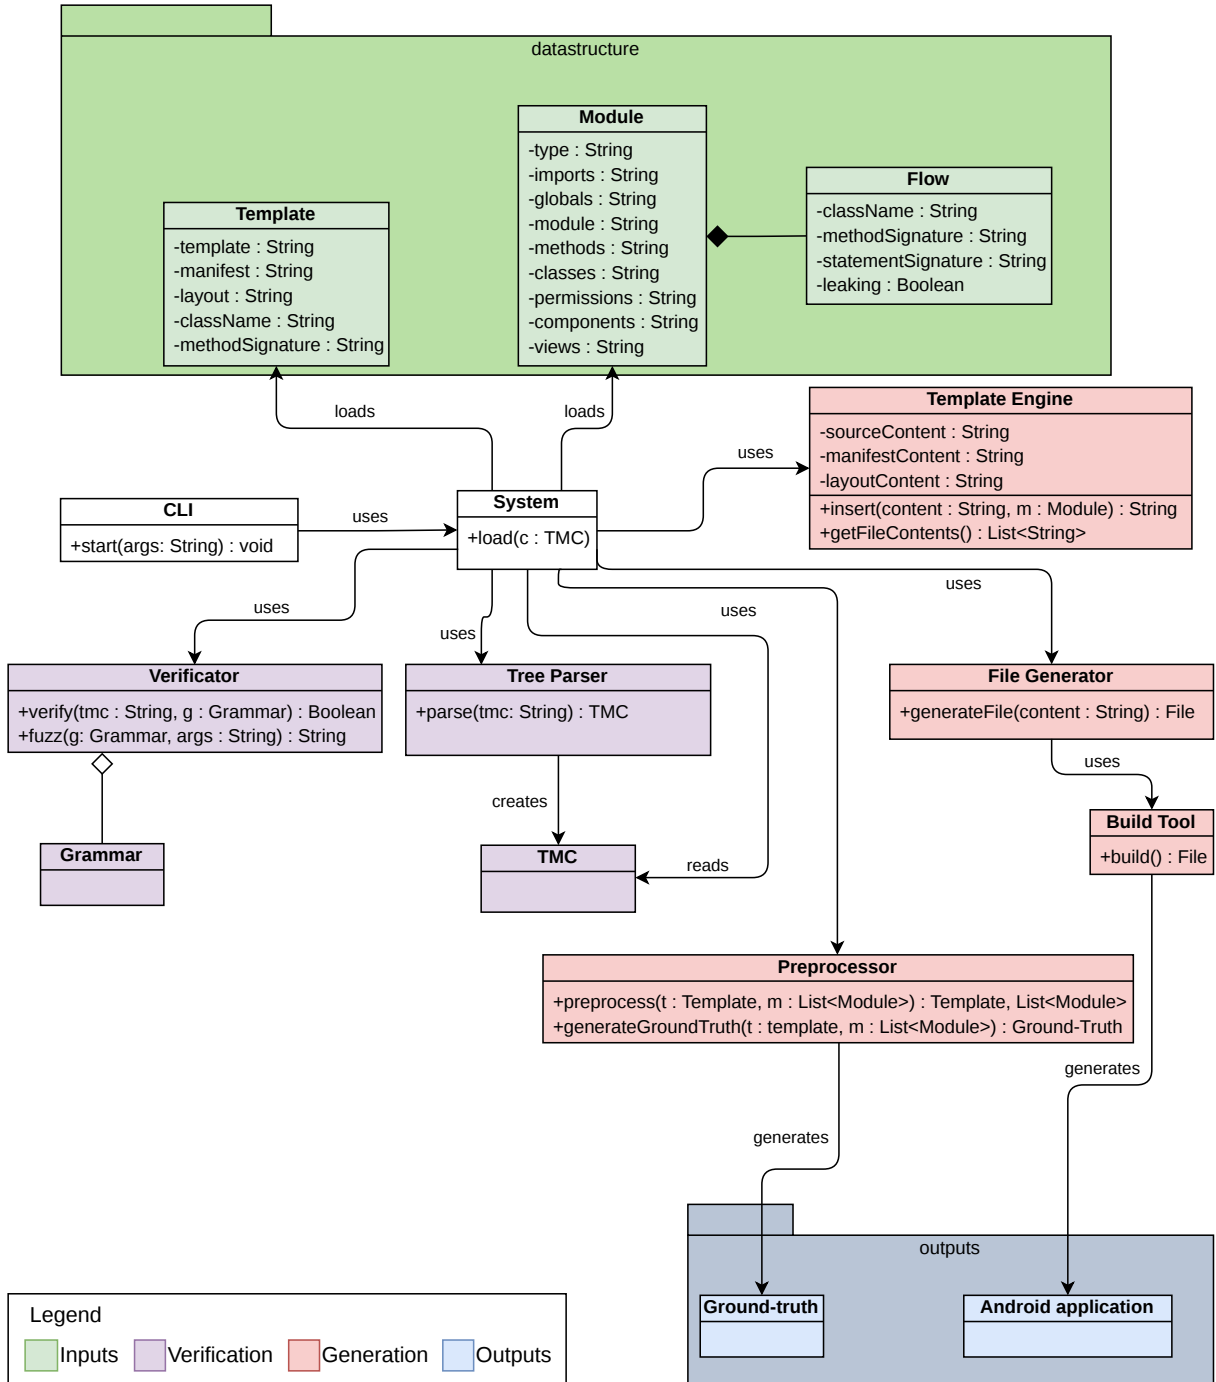 datastructure
Module
-type : String
-imports : String
-globals : String
-module : String
-methods : String
-classes : String
-permissions : String
-components : String
-views : String
Flow
-className : String
-methodSignature : String
-statementSignature : String
-leaking : Boolean
Template
-template : String
-manifest : String
-layout : String
-className : String
-methodSignature : String
loads
loads
Template Engine
-sourceContent : String
-manifestContent : String
-layoutContent : String
+insert(content : String, m : Module) : String
+getFileContents() : List<String>
uses
System
+load(c : TMC)
CLI
+start(args: String) : void
uses
uses
uses
uses
uses
Verificator
+verify(tmc : String, g : Grammar) : Boolean
+fuzz(g: Grammar, args : String) : String
Tree Parser
+parse(tmc: String) : TMC
File Generator
+generateFile(content : String) : File
uses
creates
Build Tool
+build() : File
Grammar
TMC
reads
Preprocessor
+preprocess(t : Template, m : List<Module>) : Template, List<Module>
+generateGroundTruth(t : template, m : List<Module>) : Ground-Truth
generates
generates
outputs
Ground-truth
Android application
Legend
Inputs
Verification
Generation
Outputs